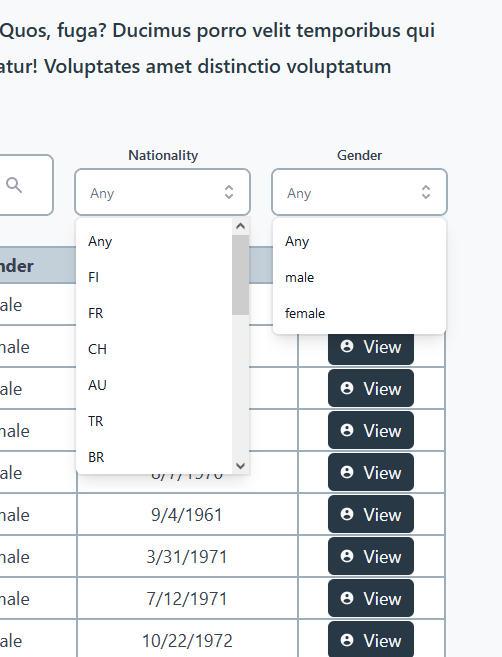 Quos, fuga? Ducimus porro velit temporibus qui
atur! Voluptates amet distinctio voluptatum
Nationality
Gender
Any
Any
Any
FI
FR
CH
AU
TR
BR
Any
male
female
nder
ale
nale
View
ale
View
nale
View
ale
6/7/1970
View
nale
9/4/1961
View
nale
3/31/1971
View
nale
7/12/1971
View
ale
10/22/1972
View